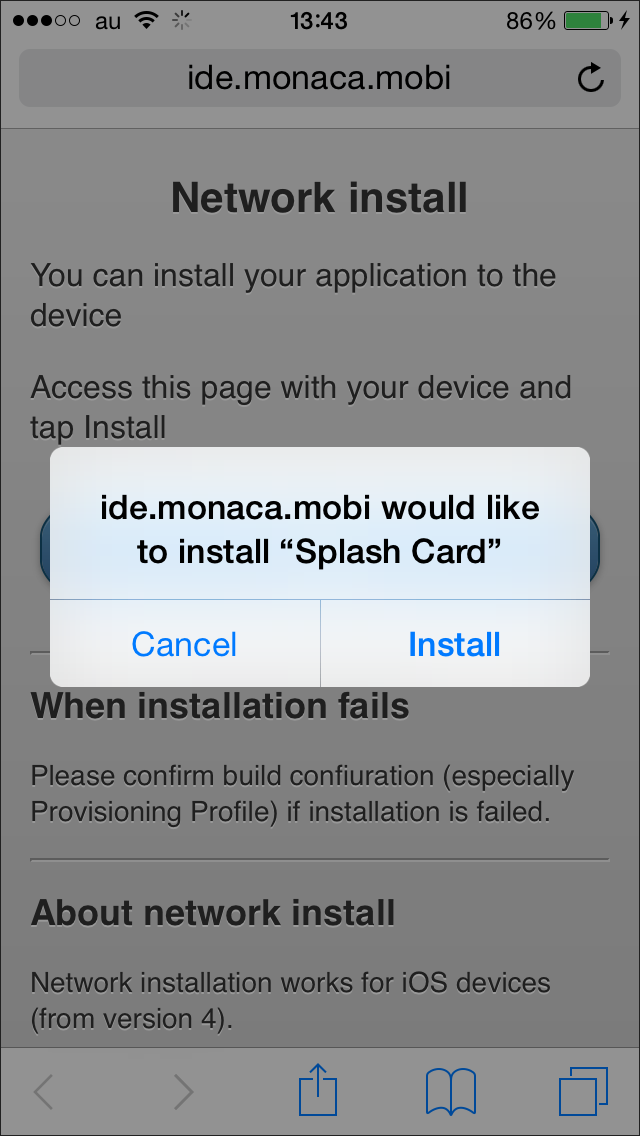 au 13:43 86%
ide.monaca.mobi
Network install
You can install your application to the
device
Access this page with your device and
tap Install
ide.monaca.mobi would like
to install “Splash Card”
Cancel Install
When installation fails
Please confirm build confiuration (especially
Provisioning Profile) if installation is failed.
About network install
Network installation works for iOS devices
(from version 4).